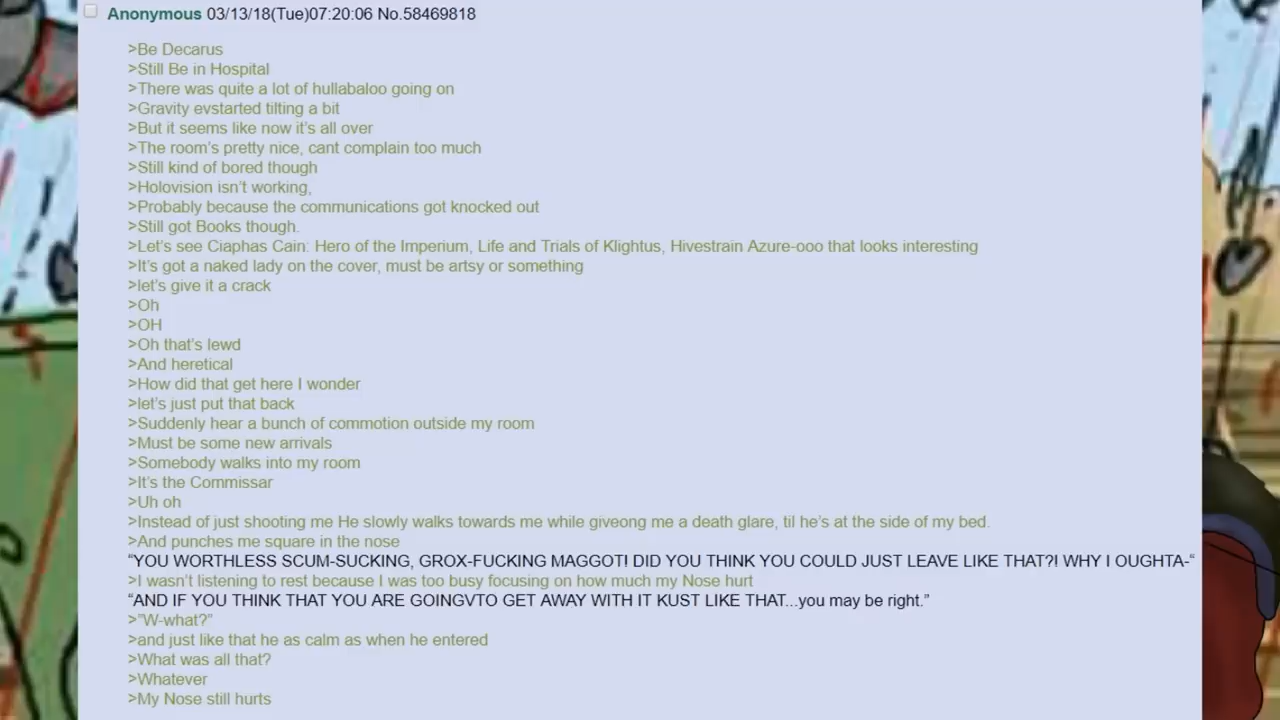 Anonymous 03/13/18(Tue)07:20:06 No.58469818
>Be Decarus
>Still Be in Hospital
>There was quite a lot of hullabaloo going on
>Gravity evstarted tilting a bit
>But it seems like now it's all over
>The room's pretty nice, cant complain too much
>Still kind of bored though
>Holovision isn't working,
>Probably because the communications got knocked out
>Still got Books though.
>Let's see Ciaphas Cain: Hero of the Imperium, Life and Trials of Klightus, Hivestrain Azure-ooo that looks interesting
>It's got a naked lady on the cover, must be artsy or something
>let's give it a crack
>Oh
>OH
>Oh that's lewd
>And heretical
>How did that get here I wonder
>let's just put that back
>Suddenly hear a bunch of commotion outside my room
>Must be some new arrivals
>Somebody walks into my room
>It's the Commissar
>Uh oh
>Instead of just shooting me He slowly walks towards me while giveong me a death glare, til he's at the side of my bed.
>And punches me square in the nose
“YOU WORTHLESS SCUM-SUCKING, GROX-FUCKING MAGGOT! DID YOU THINK YOU COULD JUST LEAVE LIKE THAT?! WHY I OUGHTA-“
>I wasn't listening to rest because I was too busy focusing on how much my Nose hurt
“AND IF YOU THINK THAT YOU ARE GOINGVTO GET AWAY WITH IT KUST LIKE THAT...you may be right.”
>”W-what?”
>and just like that he as calm as when he entered
>What was all that?
>Whatever
>My Nose still hurts